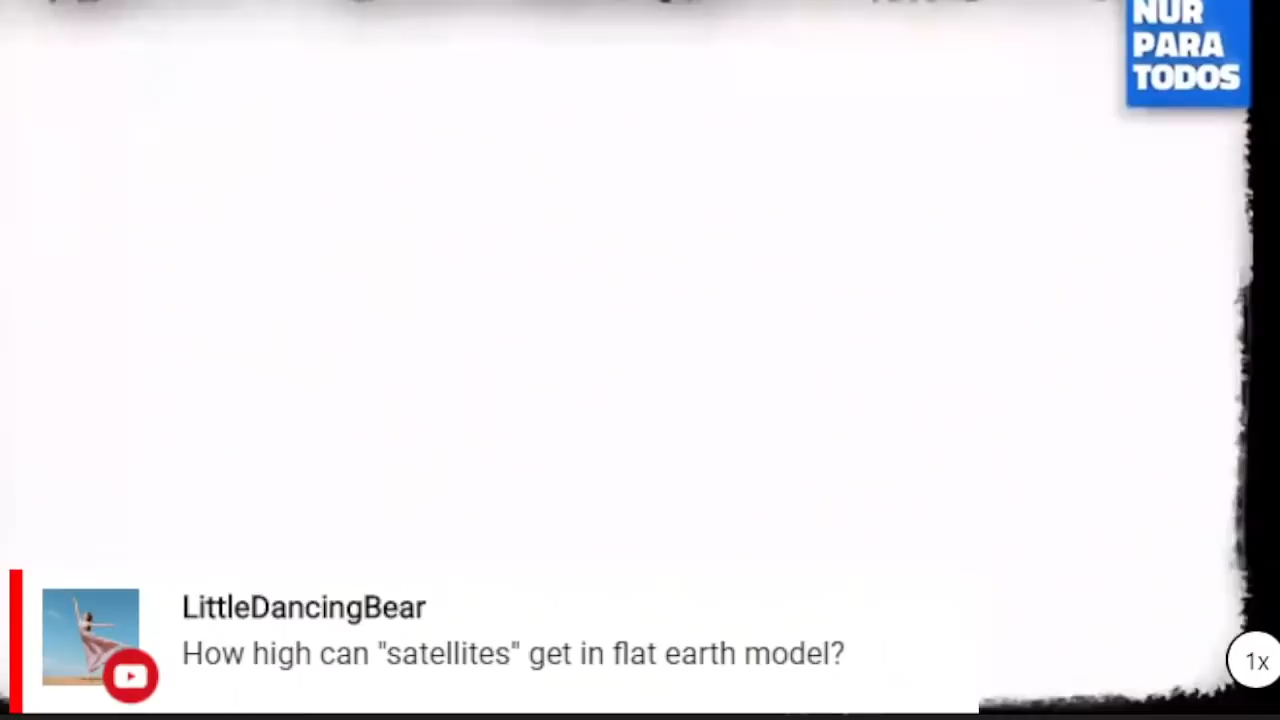 NUR
PARA
TODOS
LittleDancingBear
How high can "satellites" get in flat earth model?
1x